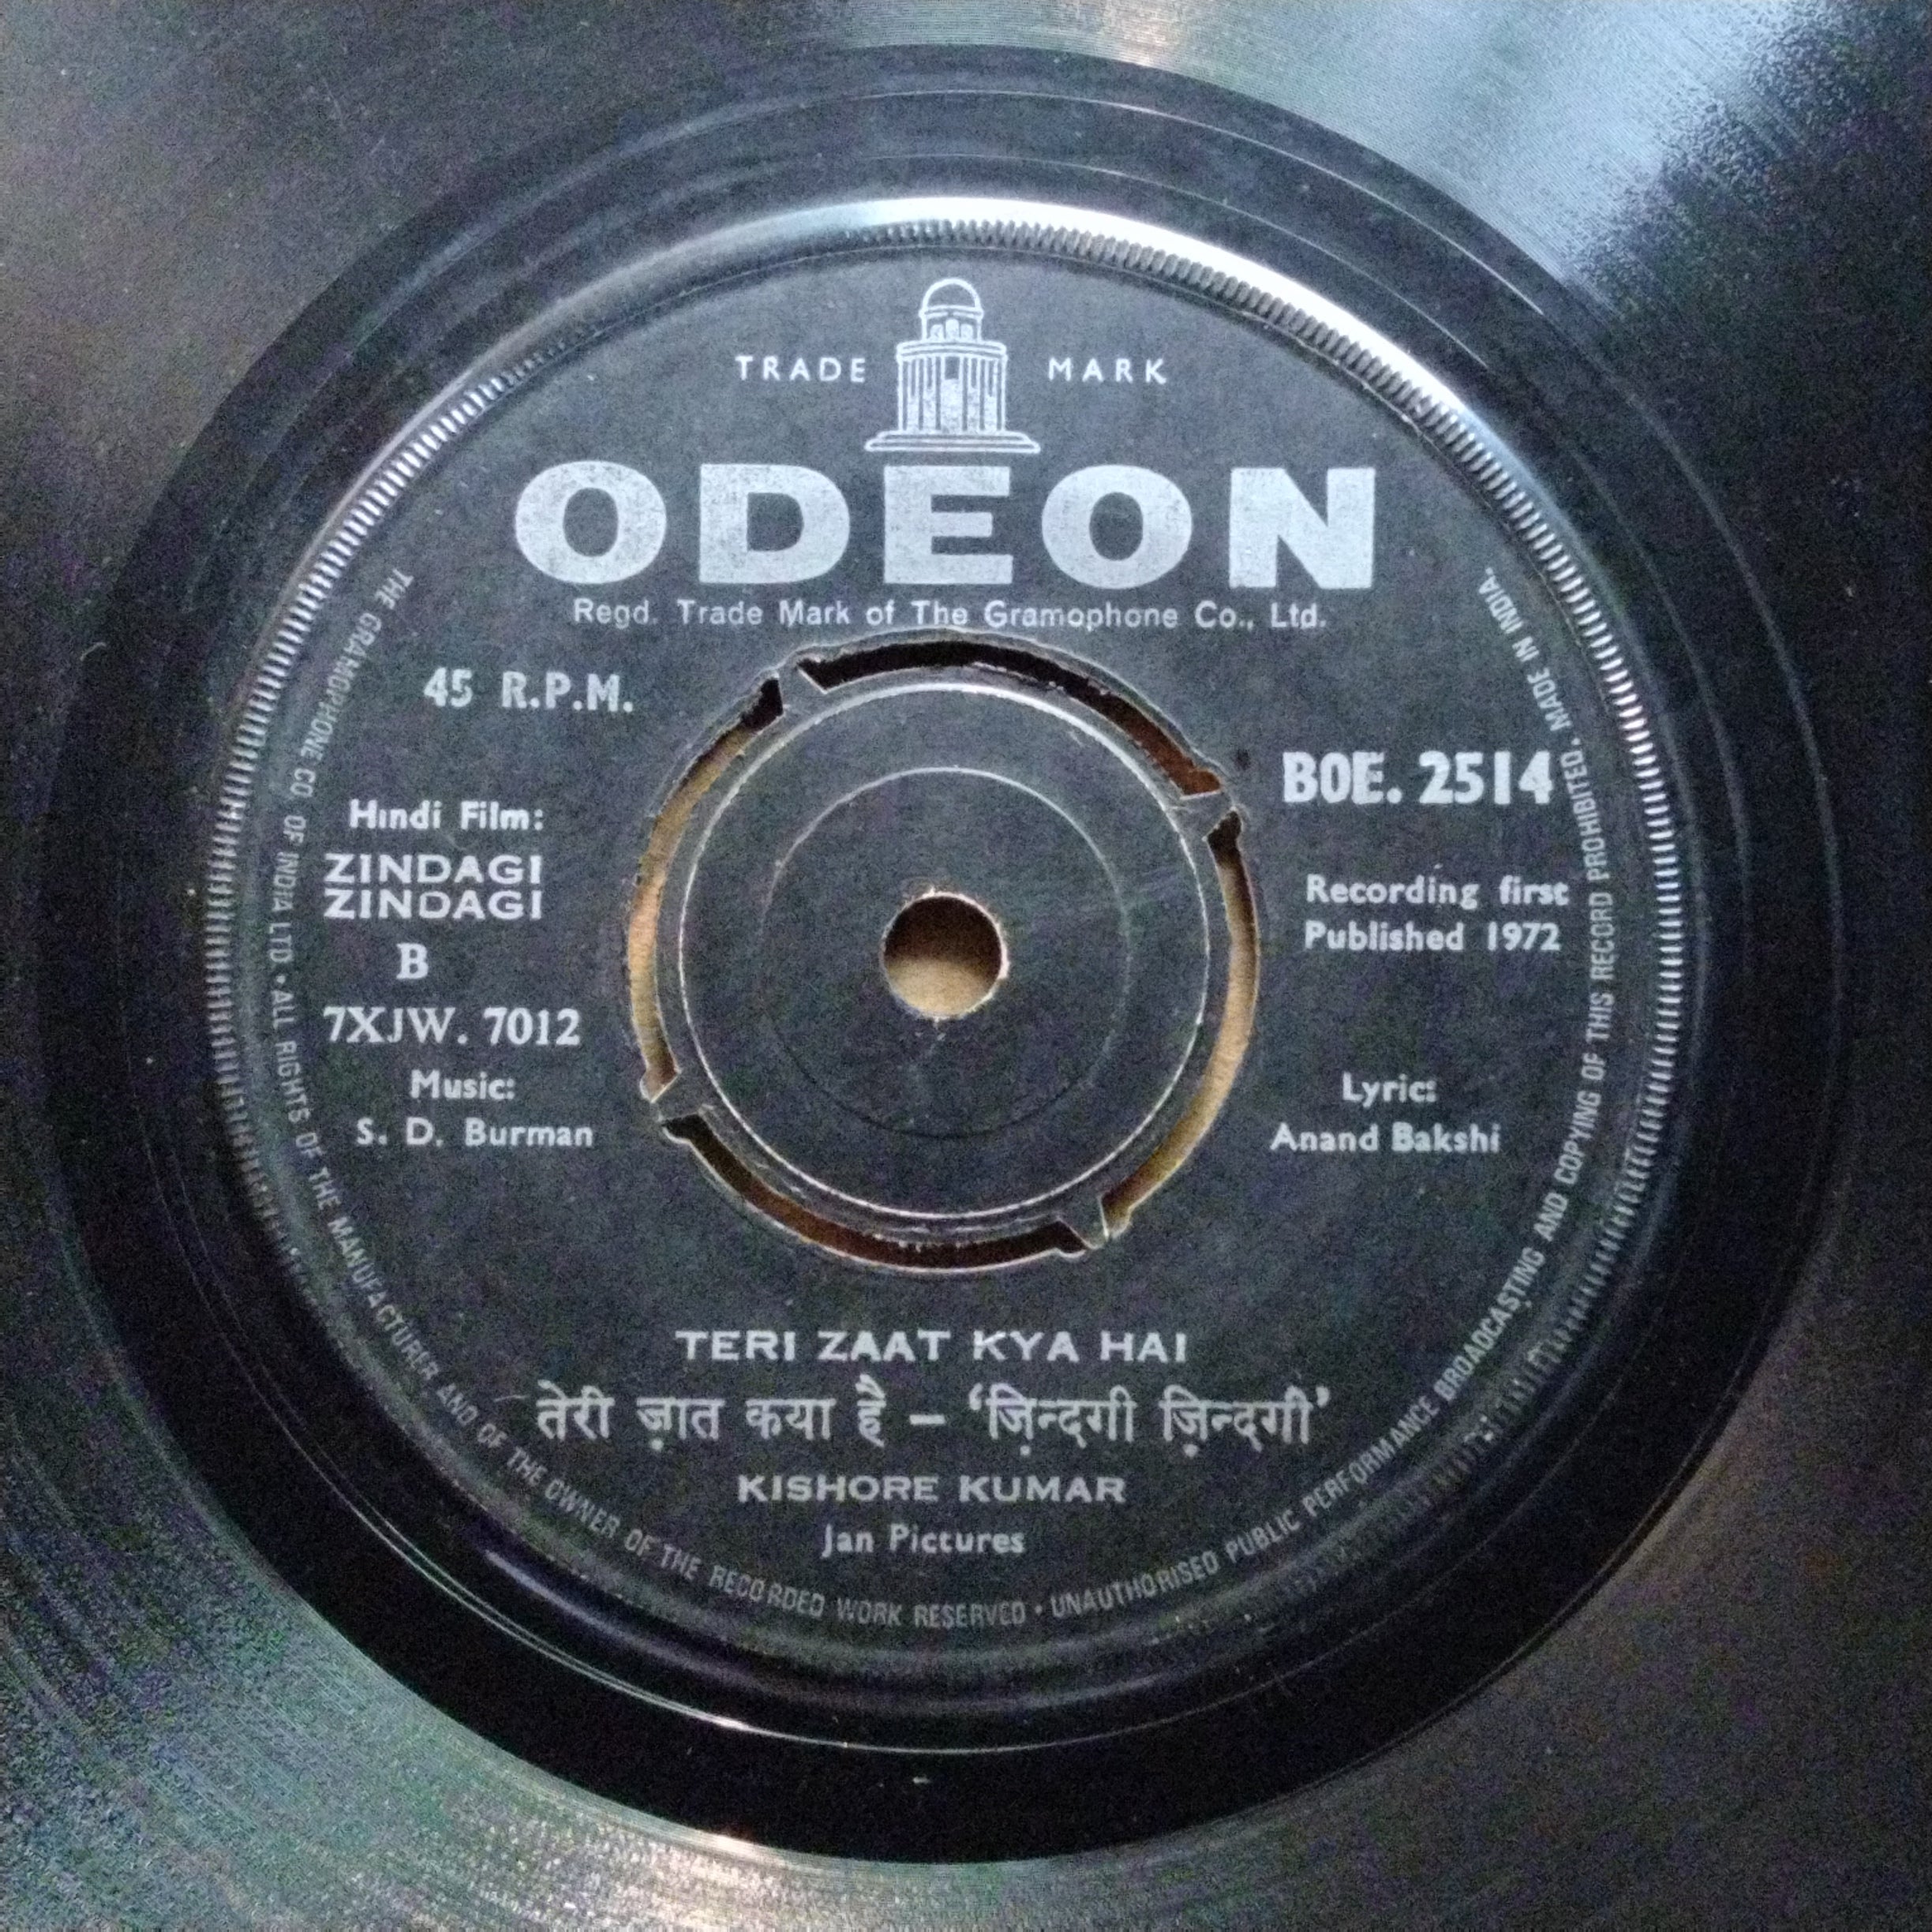 TRADE MARK
ODEON
Regd. Trade Mark of The Gramophone Co., Ltd.
45 R.P.M.
BOE. 2514
Hindi Film:
ZINDAGI
ZINDAGI
B
7XJW. 7012
Music:
S. D. Burman
Recording first
Published 1972
Lyric:
Anand Bakshi
TERI ZAAT KYA HAI
तेरी ज़ात कया है – ‘ज़िन्दगी ज़िन्दगी’
KISHORE KUMAR
Jan Pictures
THE GRAMOPHONE CO OF INDIA LTD • ALL RIGHTS OF THE MANUFACTURER AND OF THE OWNER OF THE RECORDED WORK RESERVED • UNAUTHORISED PUBLIC PERFORMANCE BROADCASTING AND COPYING OF THIS RECORD PROHIBITED. MADE IN INDIA.